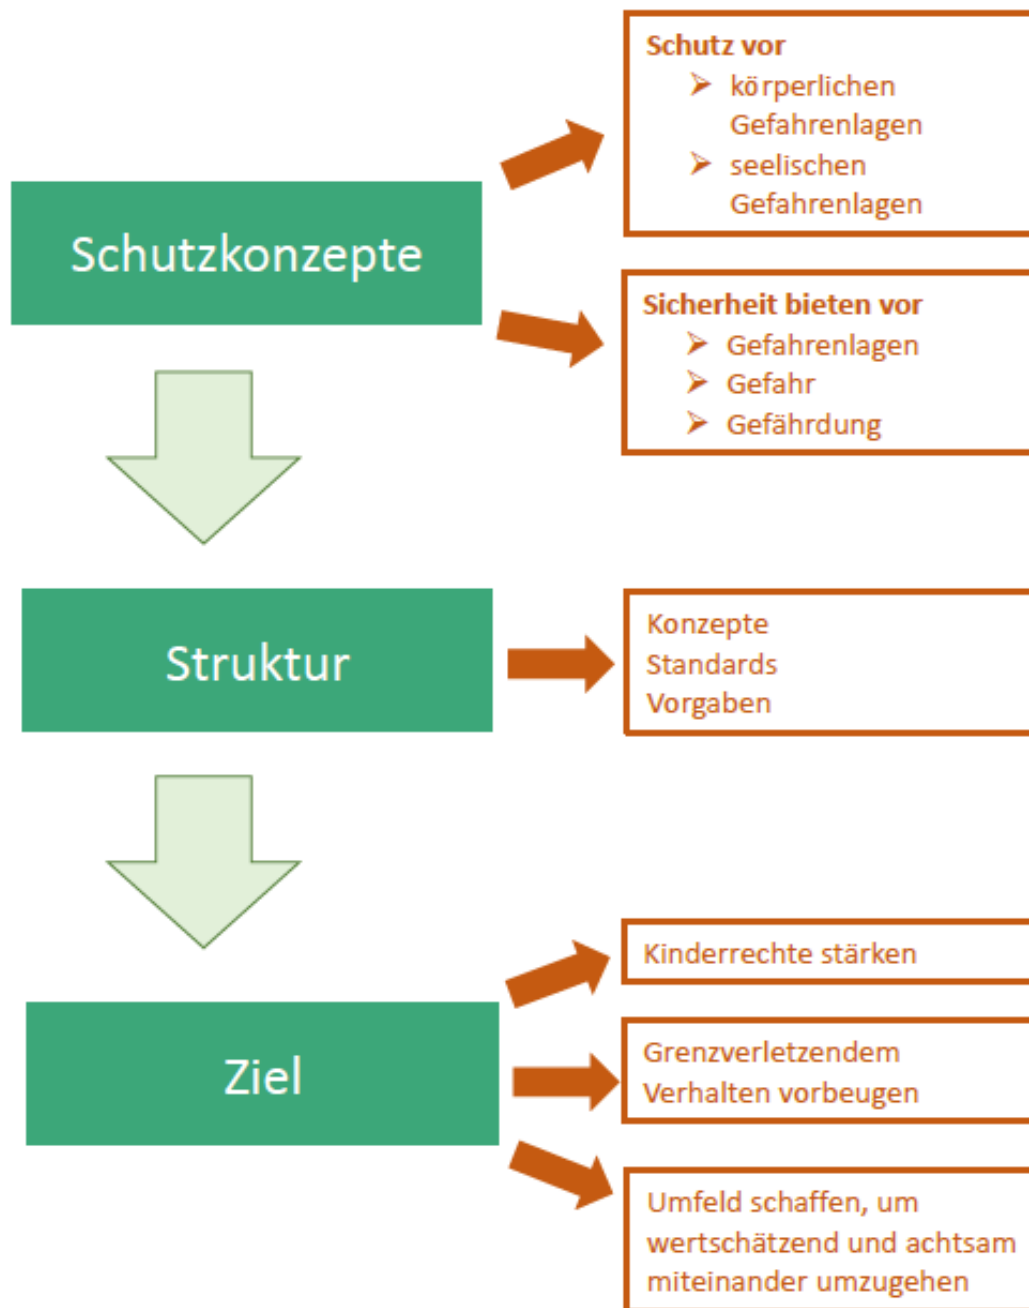 Schutz vor
➢ körperlichen
Gefahrenlagen
➢ seelischen
Gefahrenlagen
Schutzkonzepte
Sicherheit bieten vor
➢ Gefahrenlagen
➢ Gefahr
➢ Gefährdung
Struktur
Konzepte
Standards
Vorgaben
Ziel
Kinderrechte stärken
Grenzverletzendem
Verhalten vorbeugen
Umfeld schaffen, um
wertschätzend und achtsam
miteinander umzugehen